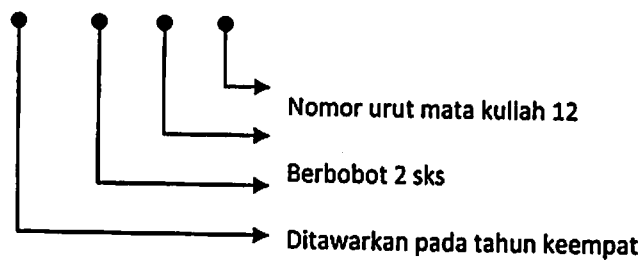 Nomor urut mata kuliah 12
Berbobot 2 sks
Ditawarkan pada tahun keempat